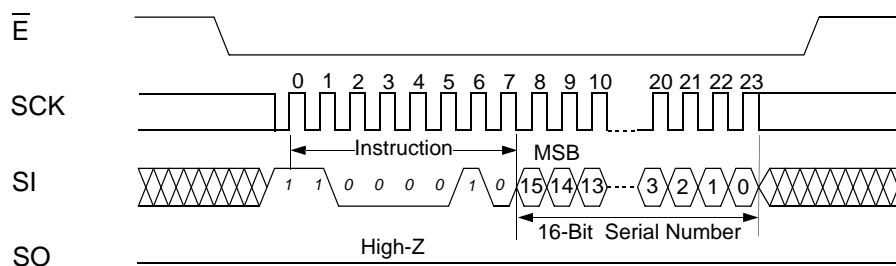 E
SCK 0 1 2 3 4 5 6 7 8 9 10 20 21 22 23
Instruction MSB
SI 1 1 0 0 0 0 1 0 15 14 13 3 2 1 0
16-Bit Serial Number
High-Z
SO